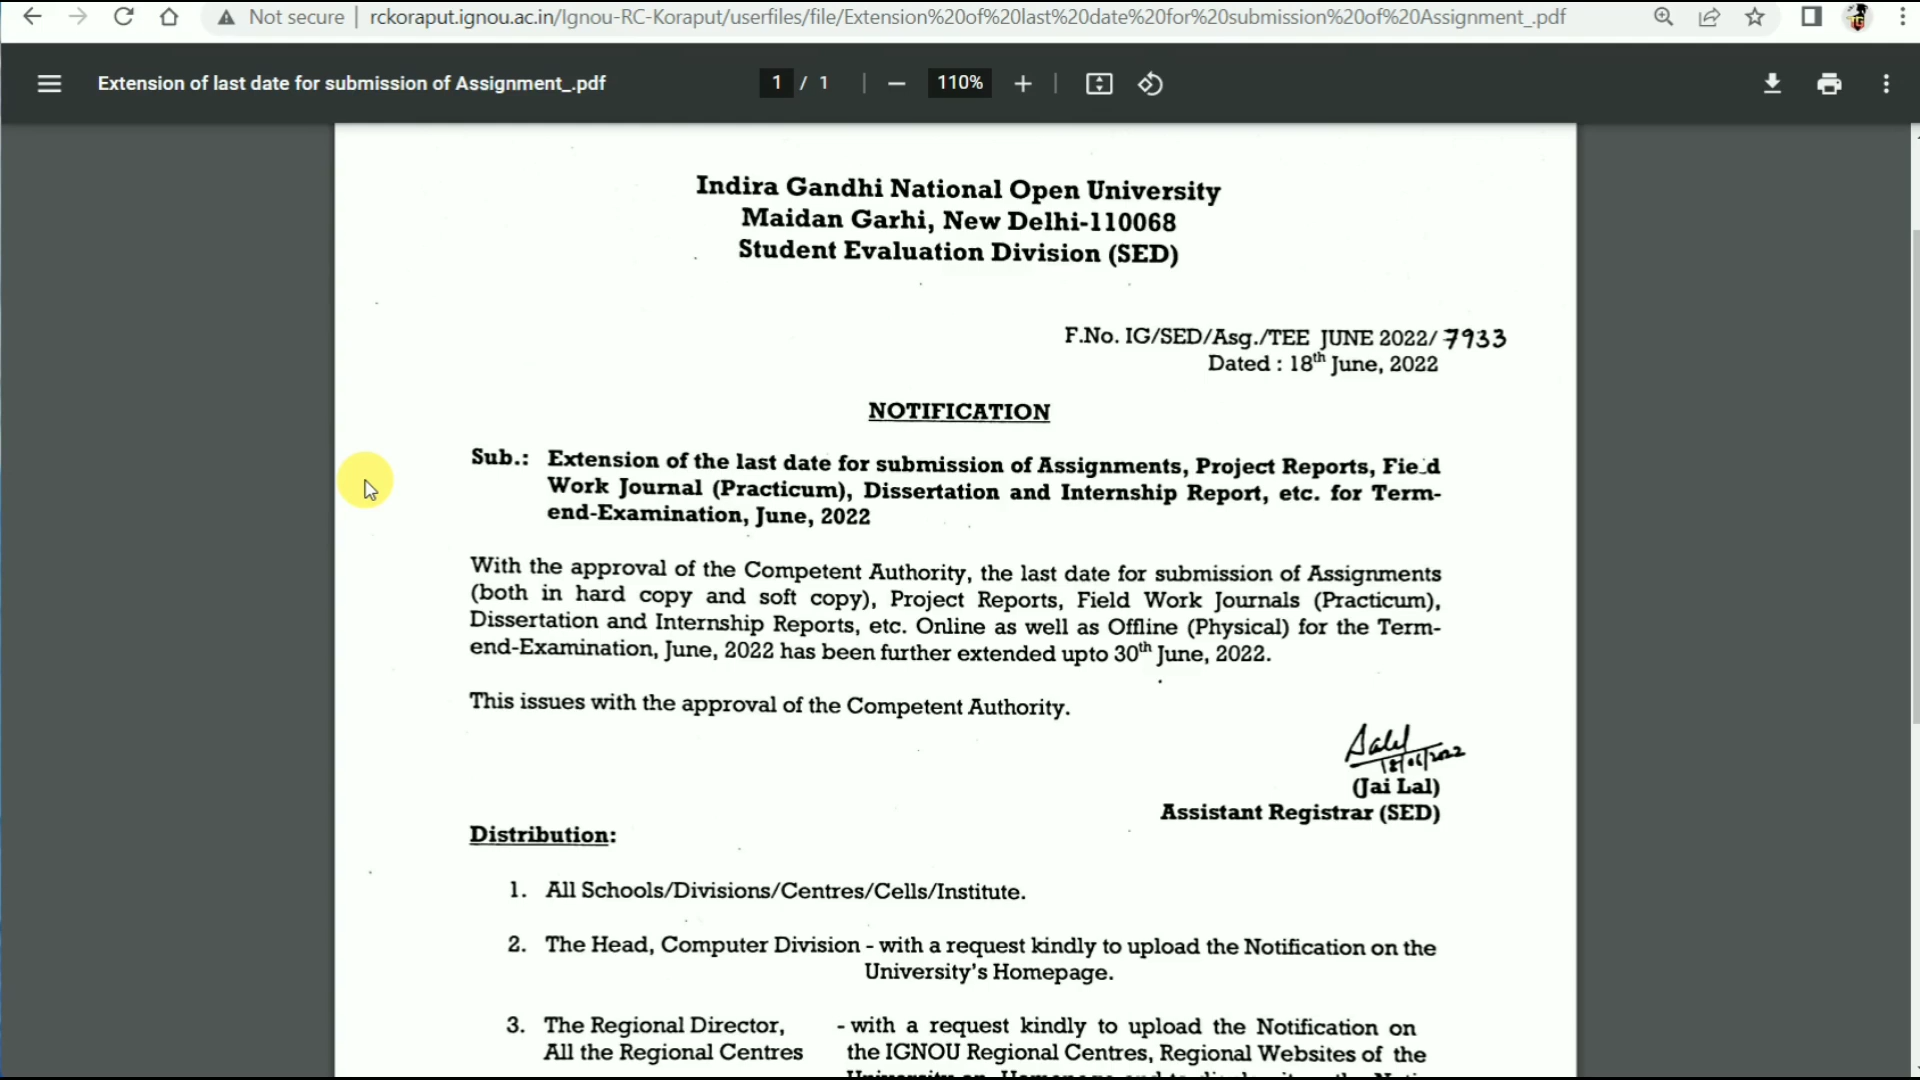 Not secure | rckoraput.ignou.ac.in/Ignou-RC-Koraput/userfiles/file/Extension%20of%20last%20date%20for%20submission%20of%20Assignment_.pdf
Extension of last date for submission of Assignment_.pdf 1 / 1 110%
Indira Gandhi National Open University
Maidan Garhi, New Delhi-110068
Student Evaluation Division (SED)
F.No. IG/SED/Asg./TEE JUNE 2022/ 7933
Dated : 18th June, 2022
NOTIFICATION
Sub.: Extension of the last date for submission of Assignments, Project Reports, Field
Work Journal (Practicum), Dissertation and Internship Report, etc. for Term-
end-Examination, June, 2022
With the approval of the Competent Authority, the last date for submission of Assignments
(both in hard copy and soft copy), Project Reports, Field Work Journals (Practicum),
Dissertation and Internship Reports, etc. Online as well as Offline (Physical) for the Term-
end-Examination, June, 2022 has been further extended upto 30th June, 2022.
This issues with the approval of the Competent Authority.
18/06/2022
(Jai Lal)
Assistant Registrar (SED)
Distribution:
1. All Schools/Divisions/Centres/Cells/Institute.
2. The Head, Computer Division - with a request kindly to upload the Notification on the
University's Homepage.
3. The Regional Director, - with a request kindly to upload the Notification on
All the Regional Centres the IGNOU Regional Centres, Regional Websites of the